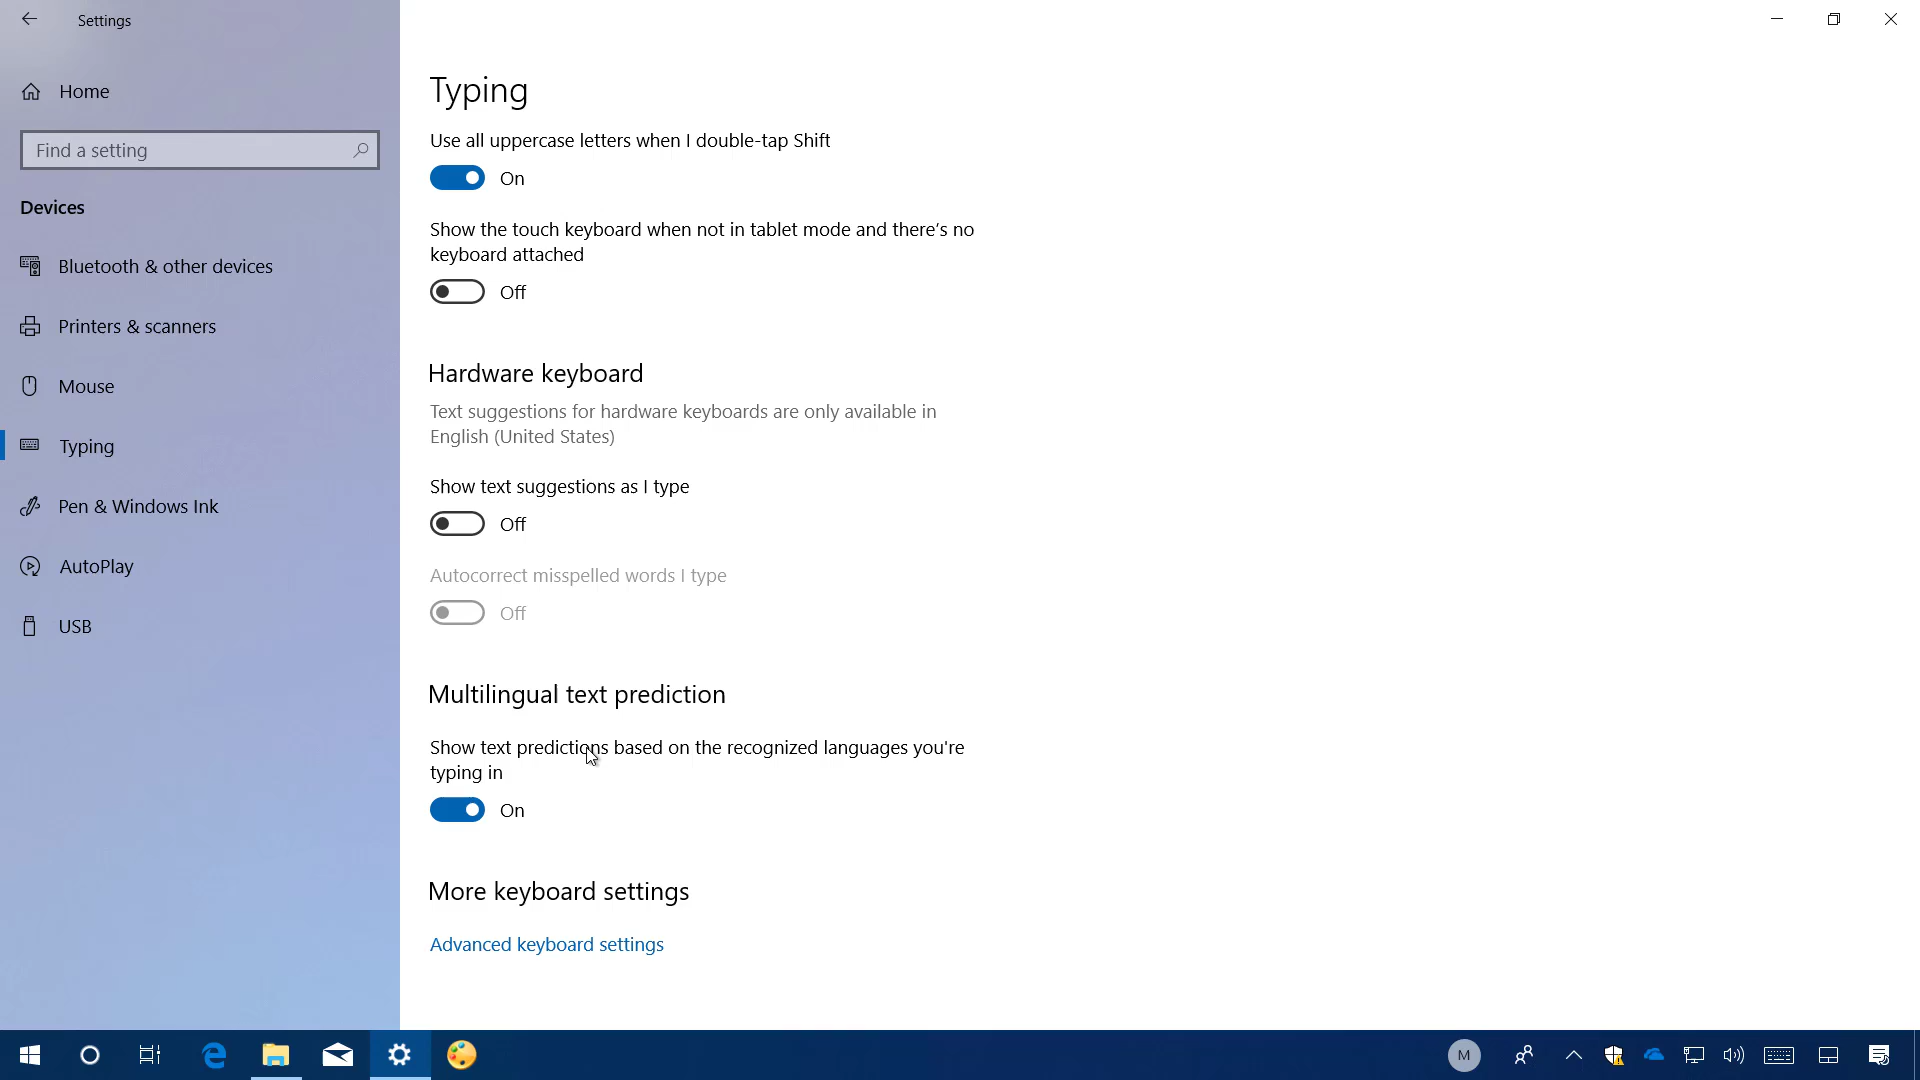 Settings
Home
Find a setting
Devices
Bluetooth & other devices
Printers & scanners
Mouse
Typing
Pen & Windows Ink
AutoPlay
USB
Typing
Use all uppercase letters when I double-tap Shift
On
Show the touch keyboard when not in tablet mode and there’s no
keyboard attached
Off
Hardware keyboard
Text suggestions for hardware keyboards are only available in
English (United States)
Show text suggestions as I type
Off
Autocorrect misspelled words I type
Off
Multilingual text prediction
Show text predictions based on the recognized languages you're
typing in
On
More keyboard settings
Advanced keyboard settings
M